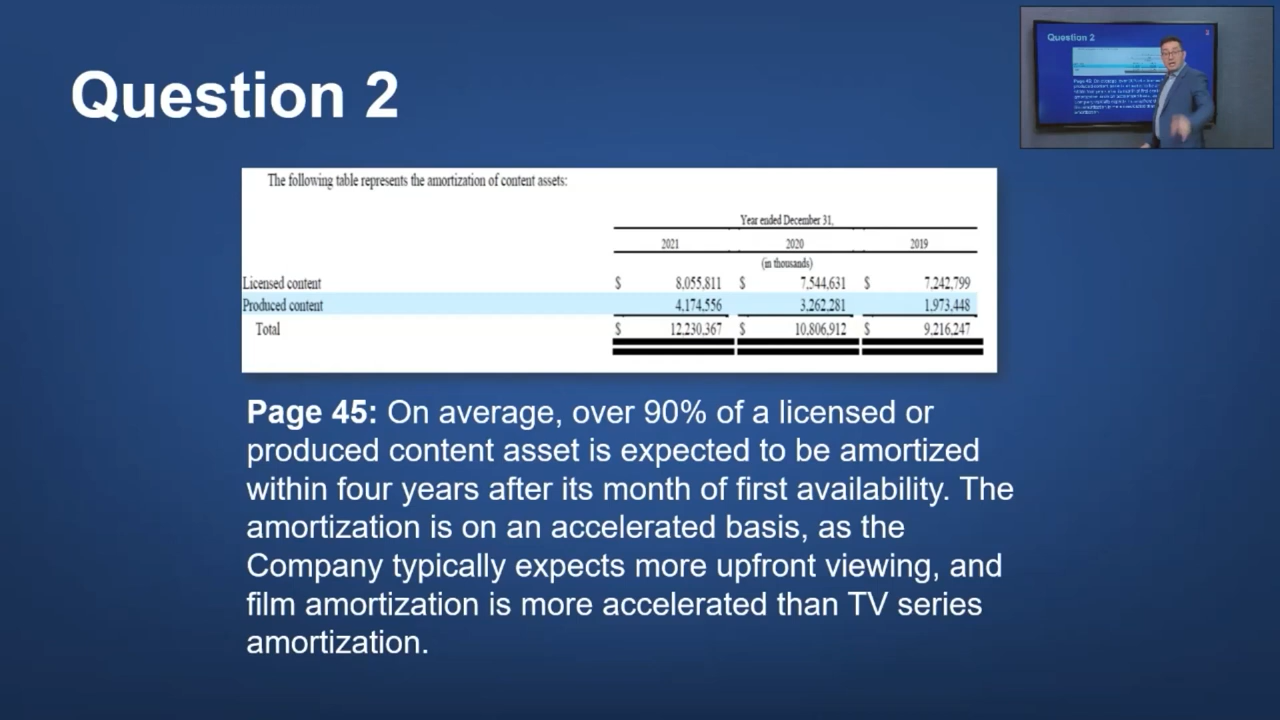 Question 2
The following table represents the amortization of content assets:
Year ended December 31,
2021 2020 2019
(in thousands)
Licensed content $ 8,055,811 $ 7,544,631 $ 7,242,799
Produced content 4,174,556 3,262,281 1,973,448
Total $ 12,230,367 $ 10,806,912 $ 9,216,247
Page 45: On average, over 90% of a licensed or
produced content asset is expected to be amortized
within four years after its month of first availability. The
amortization is on an accelerated basis, as the
Company typically expects more upfront viewing, and
film amortization is more accelerated than TV series
amortization.
Question 2